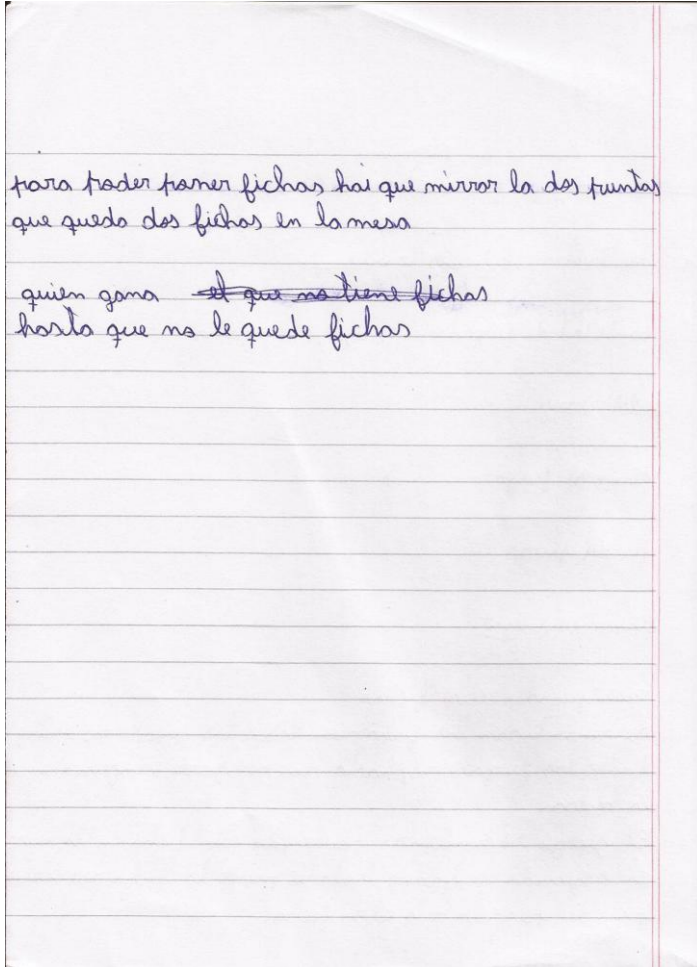 para poder poner fichas hai que mirrar la dos puntas
que queda dos fichas en la mesa
quien gana el que no tiene fichas
hasta que no le quede fichas